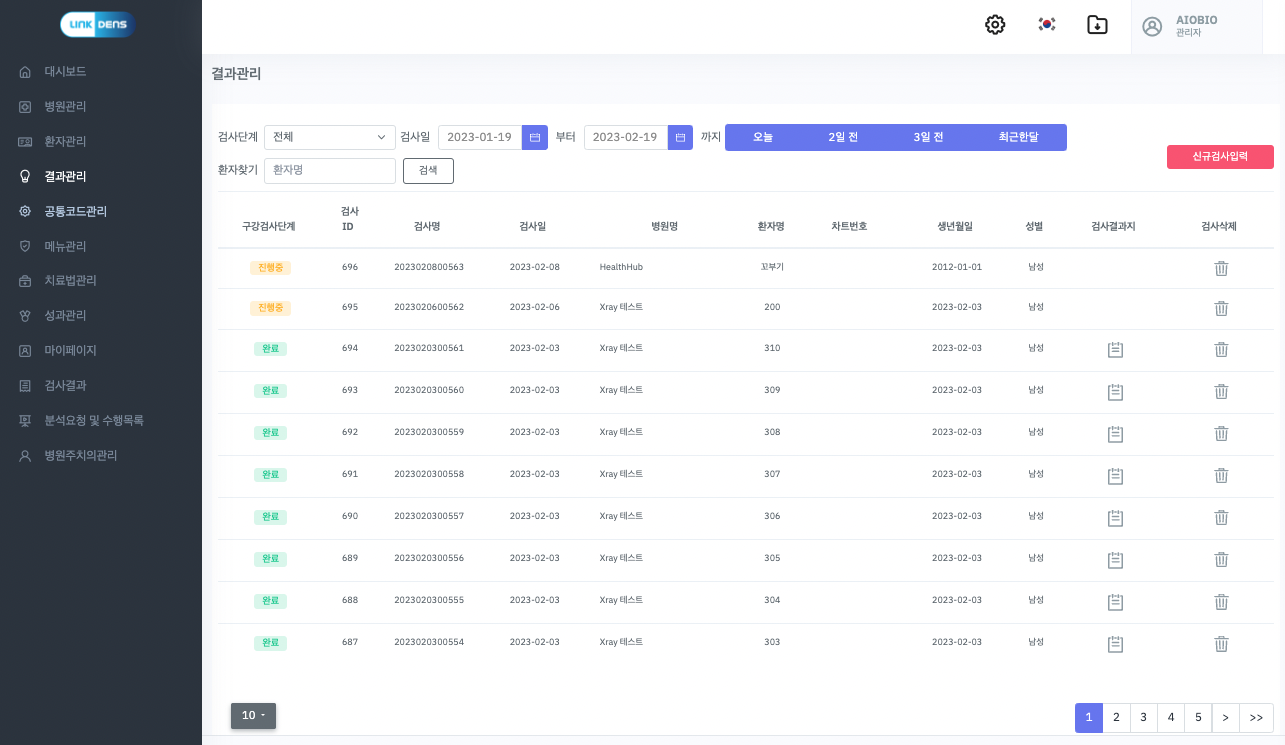 LINK DENS
AIOBIO
관리자
대시보드
병원관리
환자관리
결과관리
공통코드관리
메뉴관리
치료법관리
성과관리
마이페이지
검사결과
분석요청 및 수행목록
병원주치의관리
결과관리
검사단계 전체 검사일 2023-01-19 부터 2023-02-19 까지 오늘 2일 전 3일 전 최근한달
신규검사입력
환자찾기 환자명 검색
구강검사단계 검사 ID 검사명 검사일 병원명 환자명 차트번호 생년월일 성별 검사결과지 검사삭제
진행중 696 2023020800563 2023-02-08 HealthHub 꼬부기 2012-01-01 남성
진행중 695 2023020600562 2023-02-06 Xray 테스트 200 2023-02-03 남성
완료 694 2023020300561 2023-02-03 Xray 테스트 310 2023-02-03 남성
완료 693 2023020300560 2023-02-03 Xray 테스트 309 2023-02-03 남성
완료 692 2023020300559 2023-02-03 Xray 테스트 308 2023-02-03 남성
완료 691 2023020300558 2023-02-03 Xray 테스트 307 2023-02-03 남성
완료 690 2023020300557 2023-02-03 Xray 테스트 306 2023-02-03 남성
완료 689 2023020300556 2023-02-03 Xray 테스트 305 2023-02-03 남성
완료 688 2023020300555 2023-02-03 Xray 테스트 304 2023-02-03 남성
완료 687 2023020300554 2023-02-03 Xray 테스트 303 2023-02-03 남성
10
1 2 3 4 5 > >>